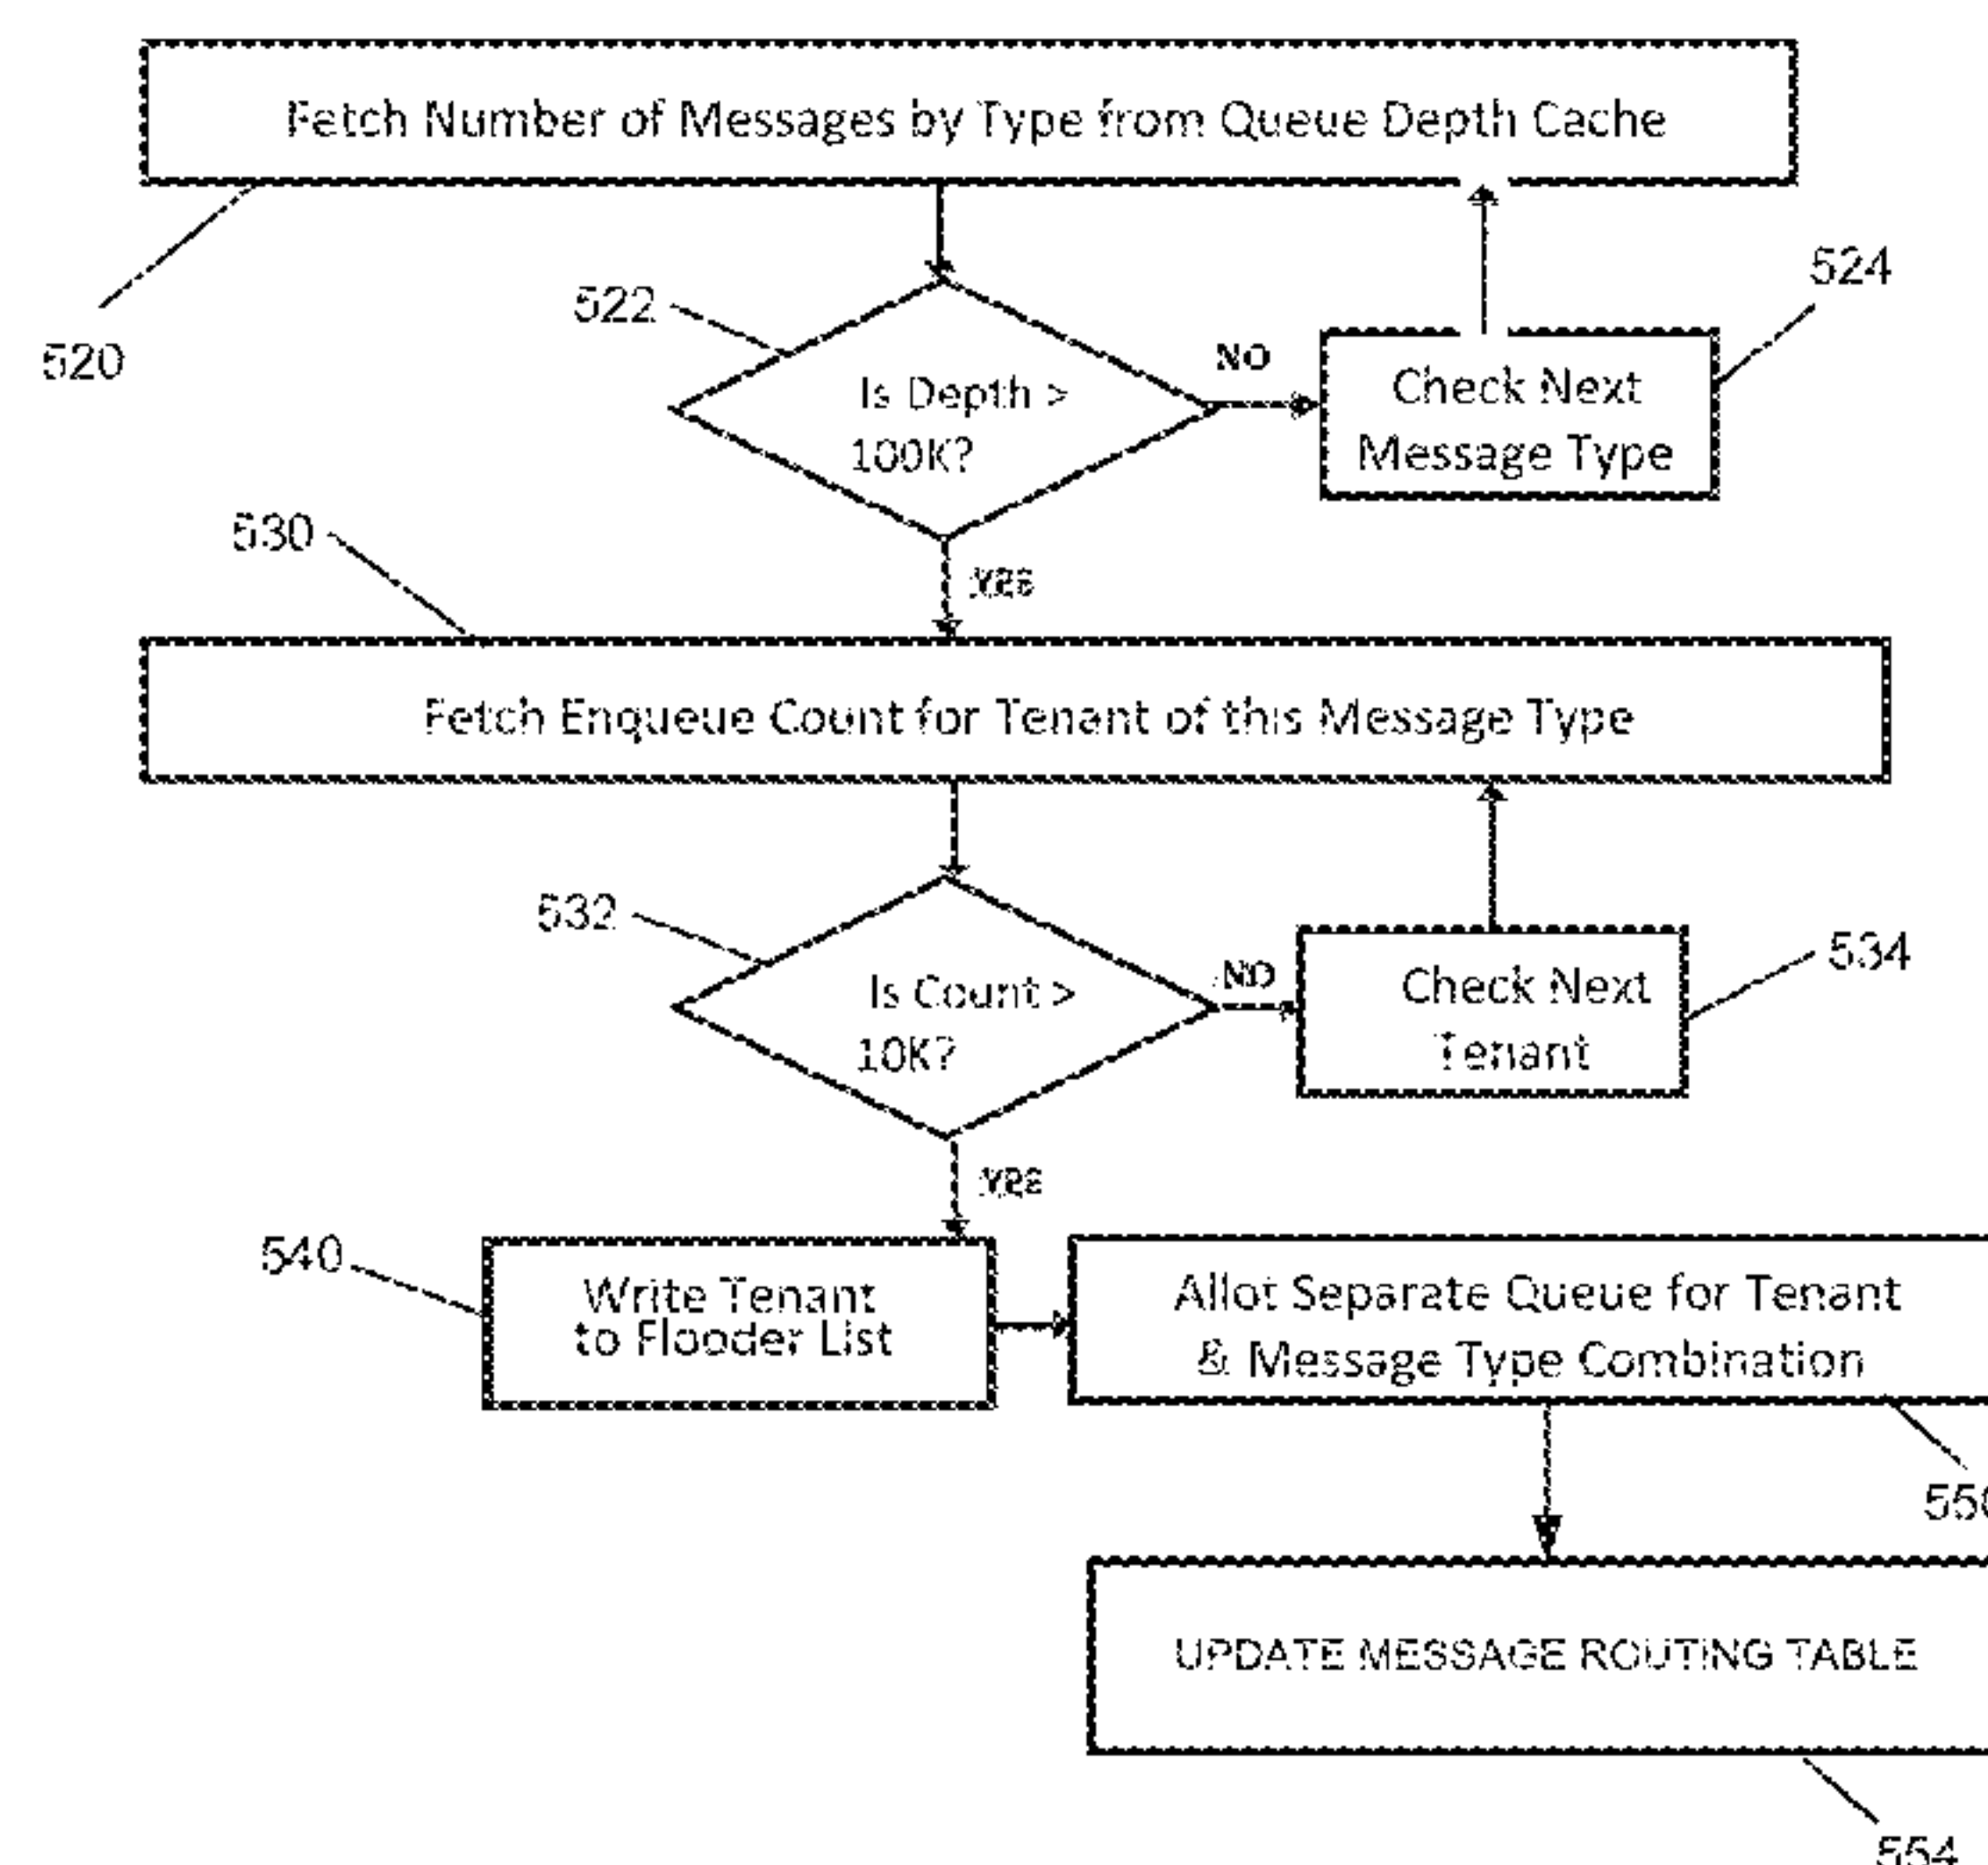 Fetch Number of Messages by Type from Queue Depth Cache
520
522
Is Depth >
100K?
NO
524
Check Next
Message Type
YES
530
Fetch Enqueue Count for Tenant of this Message Type
532
Is Count >
10K?
NO
534
Check Next
Tenant
YES
540
Write Tenant
to Flooder List
Allot Separate Queue for Tenant
& Message Type Combination
550
UPDATE MESSAGE ROUTING TABLE
554